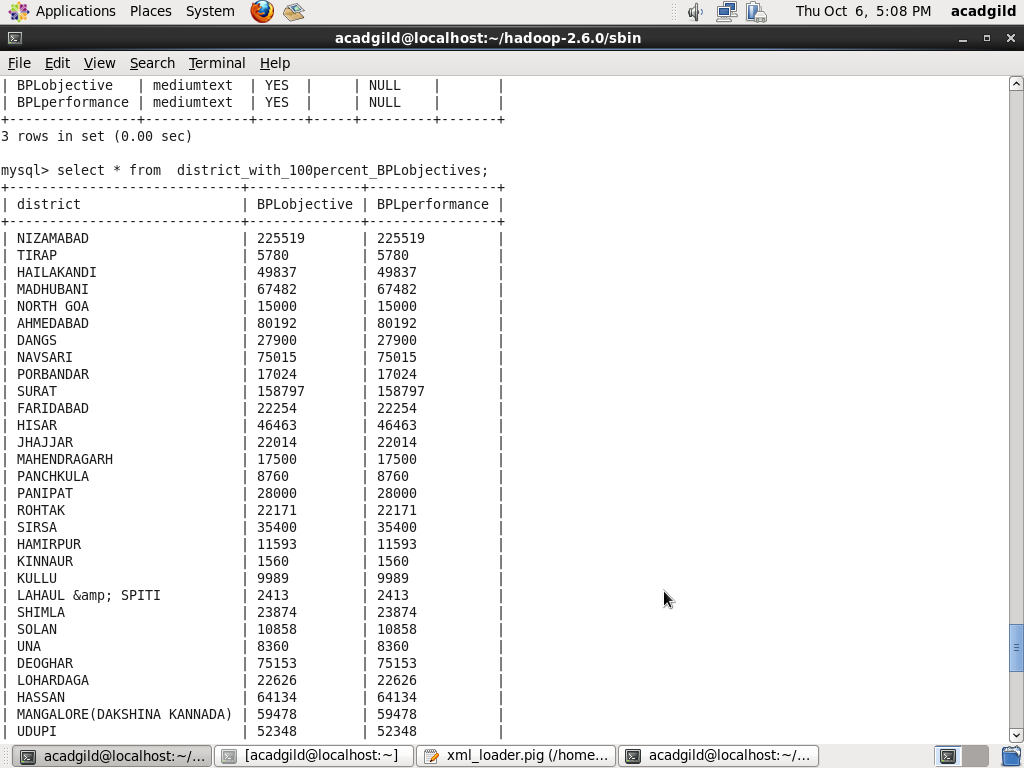 Applications Places System Thu Oct 6, 5:08 PM acadgild
acadgild@localhost:~/hadoop-2.6.0/sbin
File Edit View Search Terminal Help
| BPLobjective   | mediumtext  | YES  |     | NULL    |       |
| BPLperformance | mediumtext  | YES  |     | NULL    |       |
+----------------+-------------+------+-----+---------+-------+
3 rows in set (0.00 sec)
mysql> select * from  district_with_100percent_BPLobjectives;
+-----------------------------+--------------+----------------+
| district                    | BPLobjective | BPLperformance |
+-----------------------------+--------------+----------------+
| NIZAMABAD                   | 225519       | 225519         |
| TIRAP                       | 5780         | 5780           |
| HAILAKANDI                  | 49837        | 49837          |
| MADHUBANI                   | 67482        | 67482          |
| NORTH GOA                   | 15000        | 15000          |
| AHMEDABAD                   | 80192        | 80192          |
| DANGS                       | 27900        | 27900          |
| NAVSARI                     | 75015        | 75015          |
| PORBANDAR                   | 17024        | 17024          |
| SURAT                       | 158797       | 158797         |
| FARIDABAD                   | 22254        | 22254          |
| HISAR                       | 46463        | 46463          |
| JHAJJAR                     | 22014        | 22014          |
| MAHENDRAGARH                | 17500        | 17500          |
| PANCHKULA                   | 8760         | 8760           |
| PANIPAT                     | 28000        | 28000          |
| ROHTAK                      | 22171        | 22171          |
| SIRSA                       | 35400        | 35400          |
| HAMIRPUR                    | 11593        | 11593          |
| KINNAUR                     | 1560         | 1560           |
| KULLU                       | 9989         | 9989           |
| LAHAUL &amp; SPITI          | 2413         | 2413           |
| SHIMLA                      | 23874        | 23874          |
| SOLAN                       | 10858        | 10858          |
| UNA                         | 8360         | 8360           |
| DEOGHAR                     | 75153        | 75153          |
| LOHARDAGA                   | 22626        | 22626          |
| HASSAN                      | 64134        | 64134          |
| MANGALORE(DAKSHINA KANNADA) | 59478        | 59478          |
| UDUPI                       | 52348        | 52348          |
acadgild@localhost:~/... [acadgild@localhost:~] xml_loader.pig (/home... acadgild@localhost:~/...